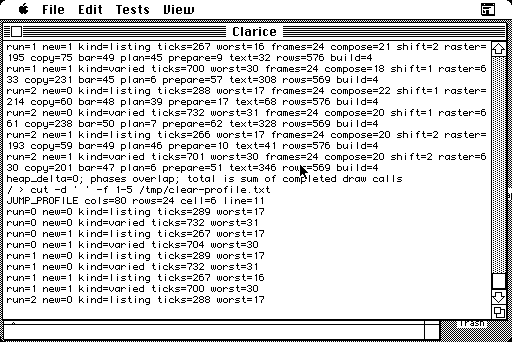 File Edit Tests View
Clarice
run=1 new=1 kind=listing ticks=267 worst=16 frames=24 compose=21 shift=2 raster=
195 copy=75 bar=49 plan=45 prepare=9 text=32 rows=576 build=4
run=1 new=1 kind=varied ticks=700 worst=30 frames=24 compose=18 shift=1 raster=6
33 copy=231 bar=45 plan=6 prepare=57 text=308 rows=569 build=4
run=2 new=0 kind=listing ticks=288 worst=17 frames=24 compose=22 shift=1 raster=
214 copy=60 bar=48 plan=39 prepare=17 text=68 rows=576 build=4
run=2 new=0 kind=varied ticks=732 worst=31 frames=24 compose=20 shift=1 raster=6
61 copy=238 bar=50 plan=7 prepare=62 text=328 rows=569 build=4
run=2 new=1 kind=listing ticks=266 worst=17 frames=24 compose=20 shift=2 raster=
193 copy=59 bar=49 plan=46 prepare=10 text=41 rows=576 build=4
run=2 new=1 kind=varied ticks=701 worst=30 frames=24 compose=20 shift=2 raster=6
30 copy=201 bar=47 plan=6 prepare=51 text=346 rows=569 build=4
heap_delta=0; phases overlap; total is sum of completed draw calls
/ > cut -d ' ' -f 1-5 /tmp/clear-profile.txt
JUMP_PROFILE cols=80 rows=24 cell=6 line=11
run=0 new=0 kind=listing ticks=289 worst=17
run=0 new=0 kind=varied ticks=732 worst=31
run=0 new=1 kind=listing ticks=267 worst=17
run=0 new=1 kind=varied ticks=704 worst=30
run=1 new=0 kind=listing ticks=289 worst=17
run=1 new=0 kind=varied ticks=732 worst=31
run=1 new=1 kind=listing ticks=267 worst=16
run=1 new=1 kind=varied ticks=700 worst=30
run=2 new=0 kind=listing ticks=288 worst=17
Trash